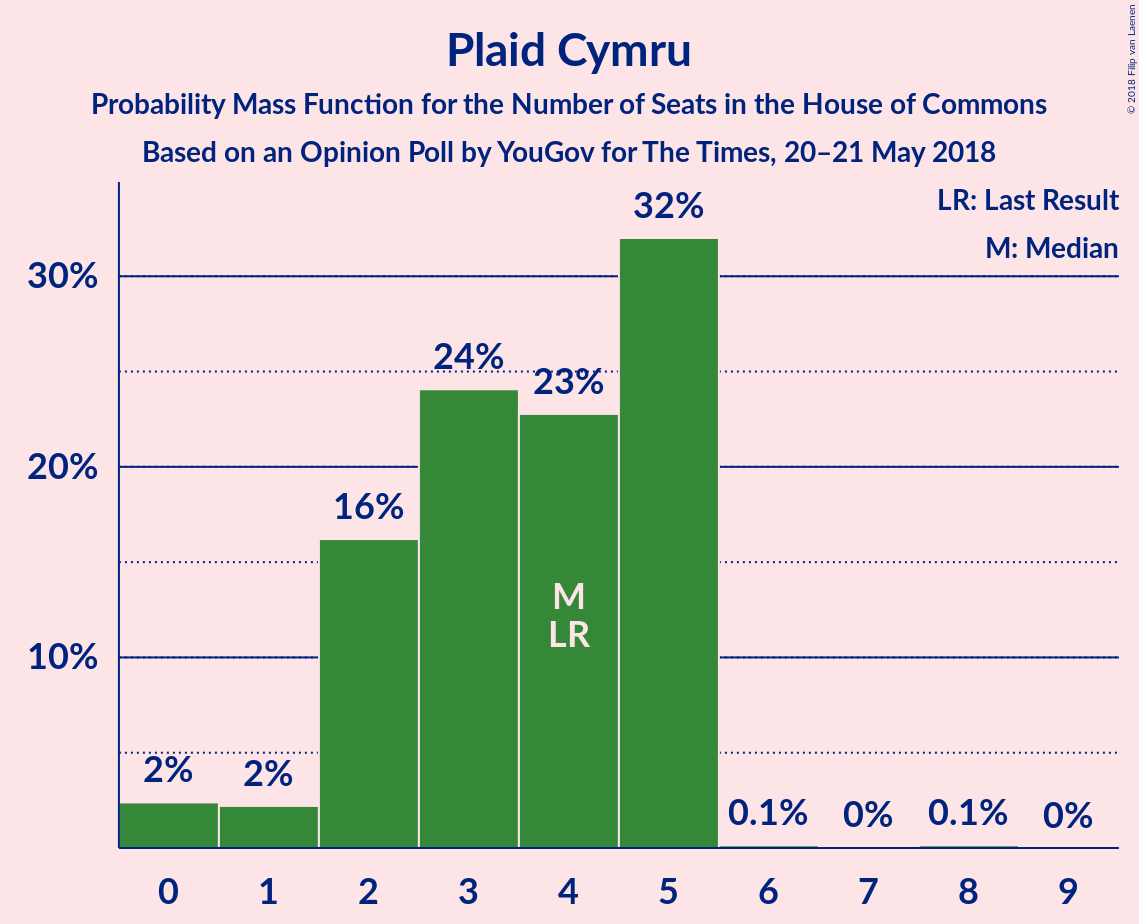 Plaid Cymru
Probability Mass Function for the Number of Seats in the House of Commons
Based on an Opinion Poll by YouGov for The Times, 20–21 May 2018
© 2018 Filip van Laenen
LR: Last Result
M: Median
30%
20%
10%
2%
2%
16%
24%
23%
32%
0.1%
0%
0.1%
0%
M
LR
0 1 2 3 4 5 6 7 8 9